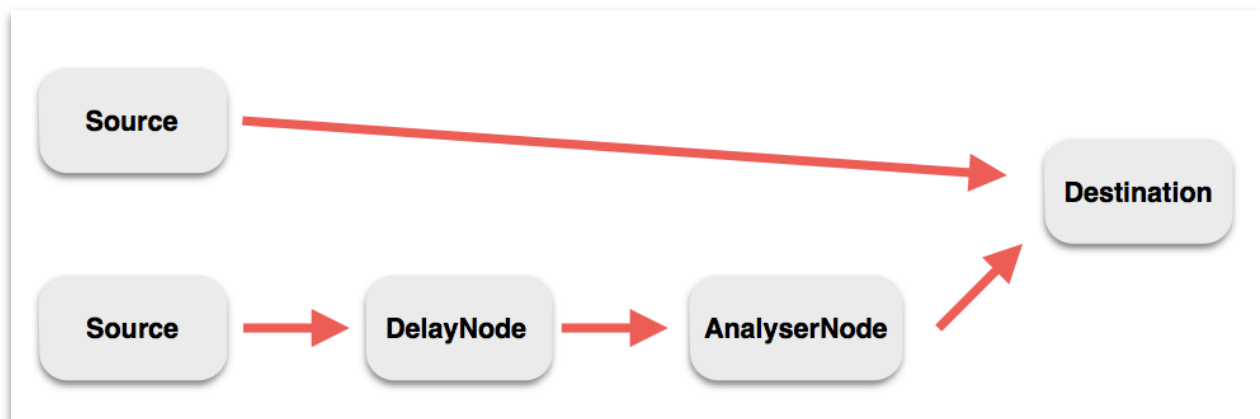 Source
Destination
Source
DelayNode
AnalyserNode